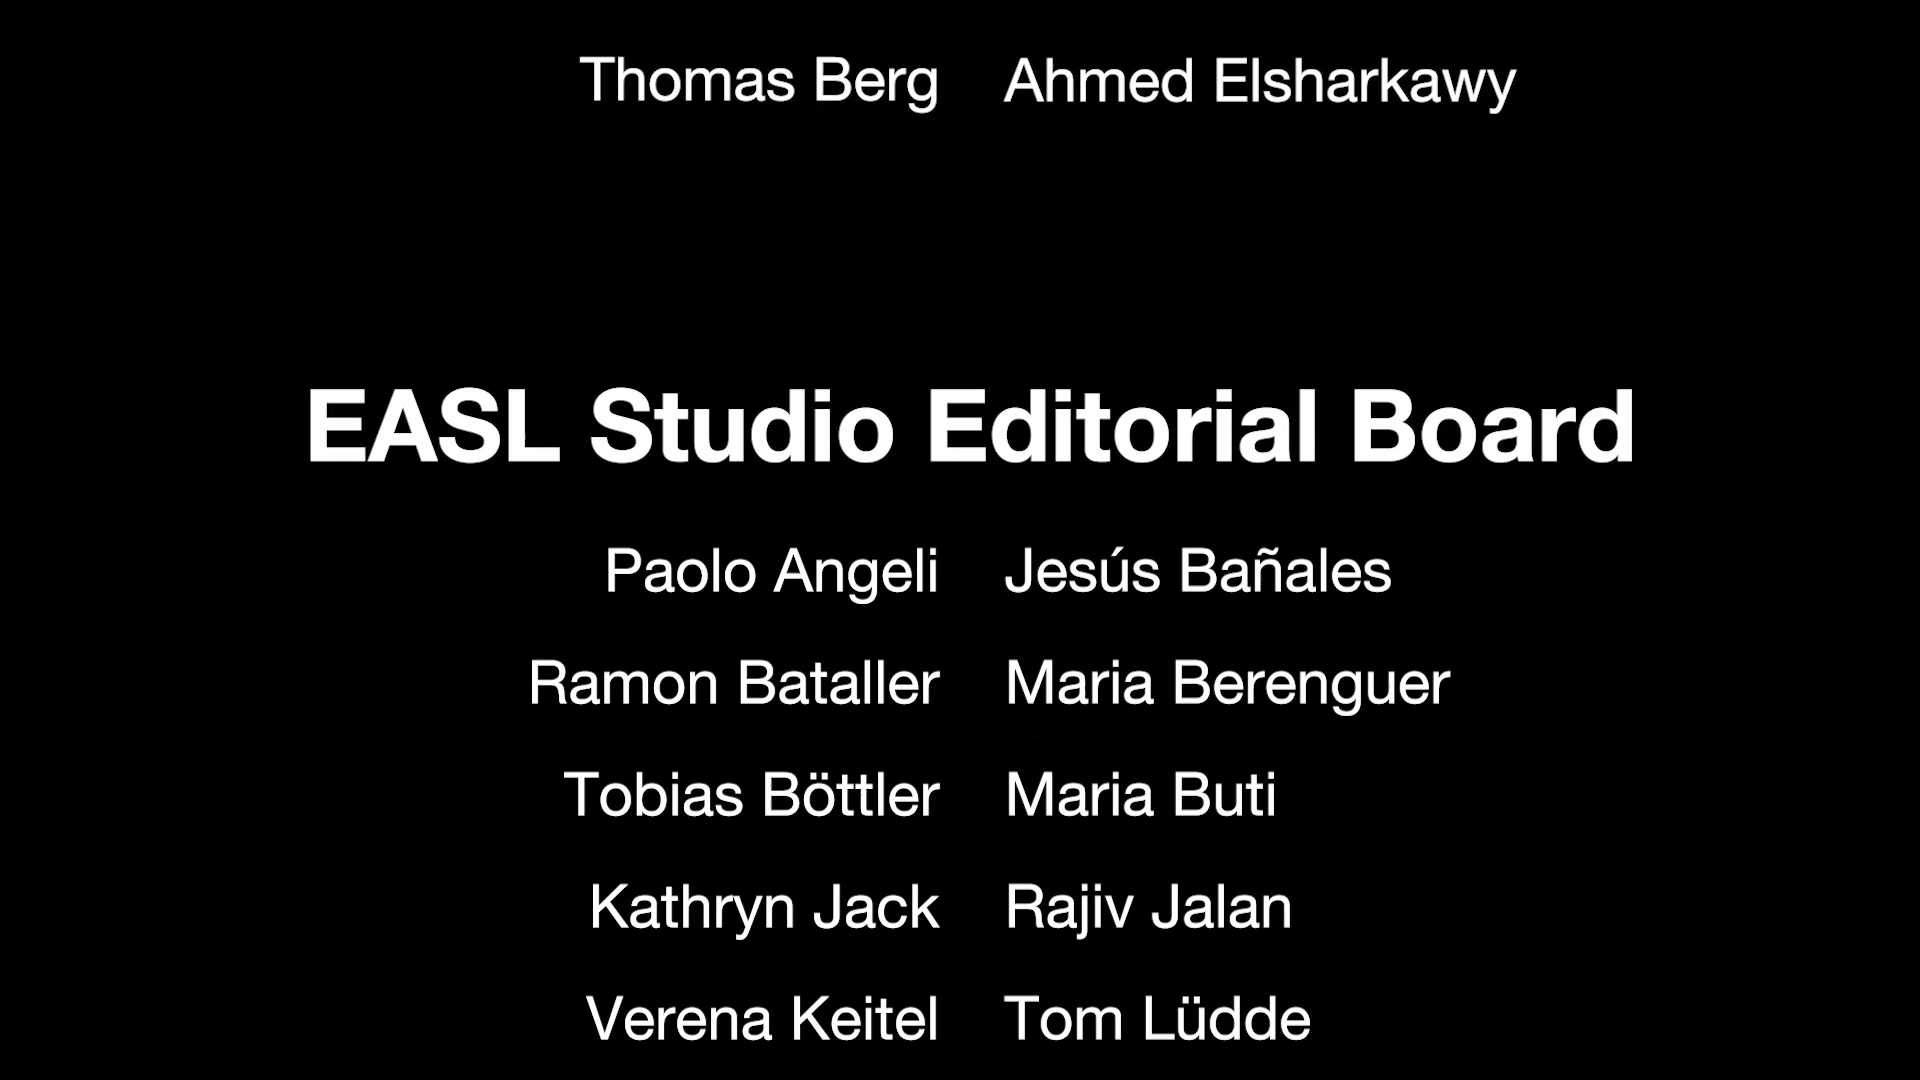 Thomas Berg Ahmed Elsharkawy
EASL Studio Editorial Board
Paolo Angeli Jesús Bañales
Ramon Bataller Maria Berenguer
Tobias Böttler Maria Buti
Kathryn Jack Rajiv Jalan
Verena Keitel Tom Lüdde